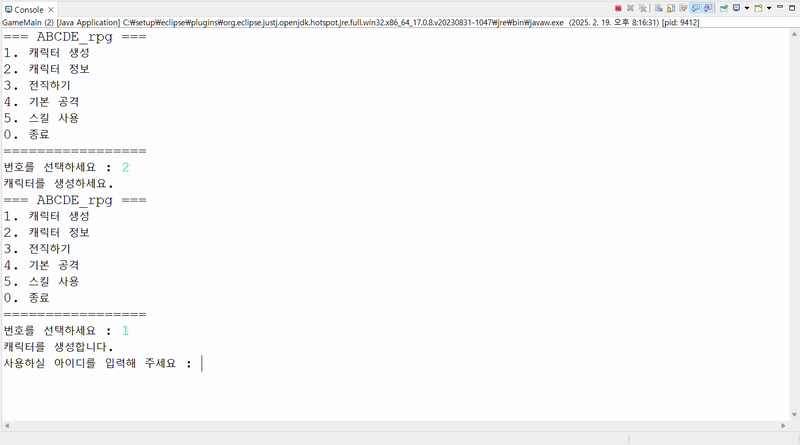 Console
GameMain (2) [Java Application] C:₩setup₩eclipse₩plugins₩org.eclipse.justj.openjdk.hotspot.jre.full.win32.x86_64_17.0.8.v20230831-1047₩jre₩bin₩javaw.exe (2025. 2. 19. 오후 8:16:31) [pid: 9412]
=== ABCDE_rpg ===
1. 캐릭터 생성
2. 캐릭터 정보
3. 전직하기
4. 기본 공격
5. 스킬 사용
0. 종료
=================
번호를 선택하세요 : 2
캐릭터를 생성하세요.
=== ABCDE_rpg ===
1. 캐릭터 생성
2. 캐릭터 정보
3. 전직하기
4. 기본 공격
5. 스킬 사용
0. 종료
=================
번호를 선택하세요 : 1
캐릭터를 생성합니다.
사용하실 아이디를 입력해 주세요 :